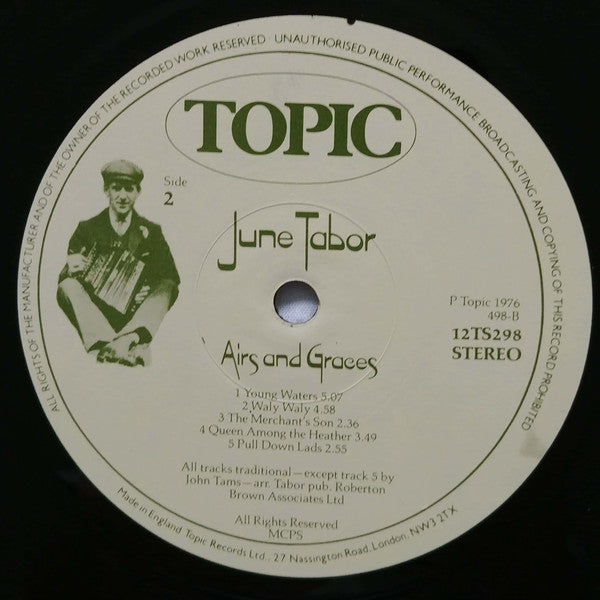 ALL RIGHTS OF THE MANUFACTURER AND OF THE OWNER OF THE RECORDED WORK RESERVED · UNAUTHORISED PUBLIC PERFORMANCE BROADCASTING AND COPYING OF THIS RECORD PROHIBITED
TOPIC
Side
2
June Tabor
P Topic 1976
498-B
12TS298
STEREO
Airs and Graces
1 Young Waters 5.07
2 Waly Waly 4.58
3 The Merchant's Son 2.36
4 Queen Among the Heather 3.49
5 Pull Down Lads 2.55
All tracks traditional—except track 5 by
John Tams—arr. Tabor pub. Roberton
Brown Associates Ltd
All Rights Reserved
MCPS
Made in England Topic Records Ltd., 27 Nassington Road, London, NW3 2TX